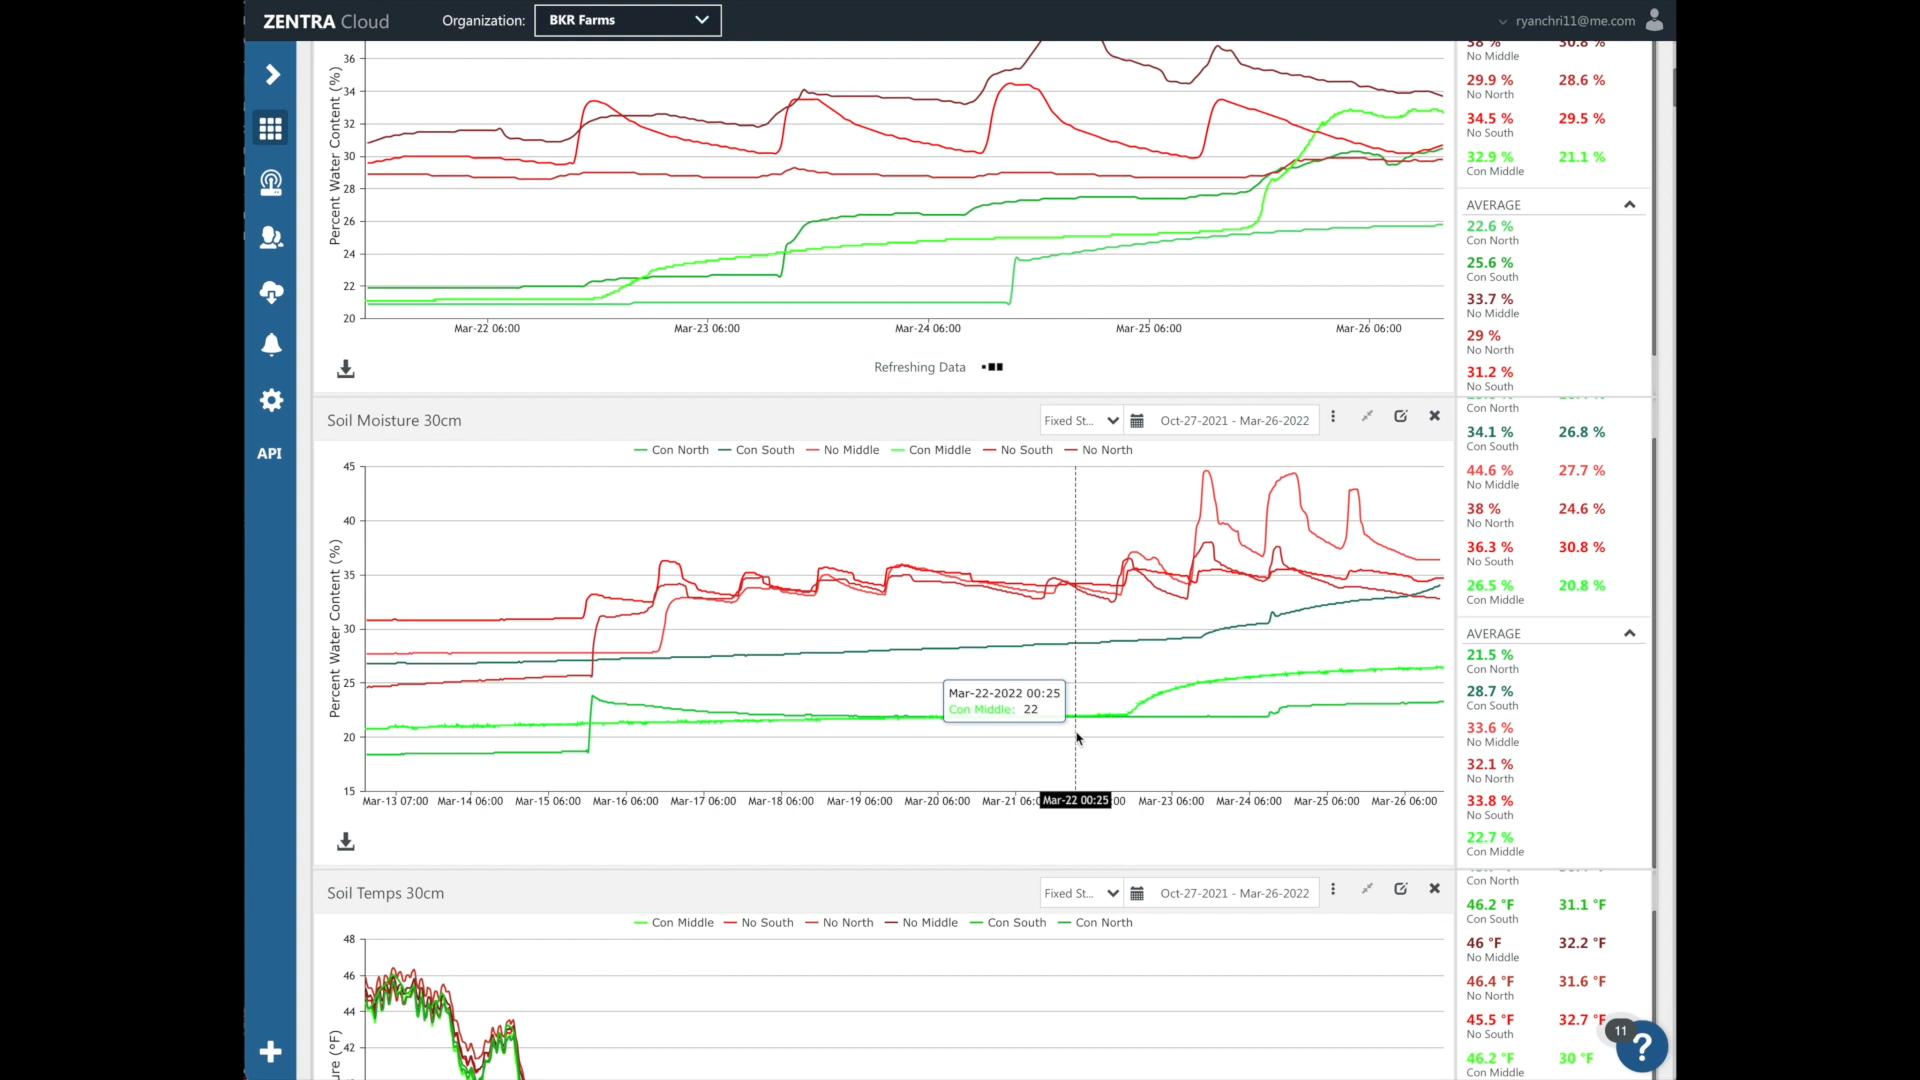 ZENTRA Cloud
Organization:
BKR Farms
ryanchri11@me.com
API
Percent Water Content (%)
36
34
32
30
28
26
24
22
20
Mar-22 06:00
Mar-23 06:00
Mar-24 06:00
Mar-25 06:00
Mar-26 06:00
Refreshing Data
38 % 30.8 %
No Middle
29.9 % 28.6 %
No North
34.5 % 29.5 %
No South
32.9 % 21.1 %
Con Middle
AVERAGE
22.6 %
Con North
25.6 %
Con South
33.7 %
No Middle
29 %
No North
31.2 %
No South
Soil Moisture 30cm
Fixed St...
Oct-27-2021 - Mar-26-2022
Con North
Con South
No Middle
Con Middle
No South
No North
Percent Water Content (%)
45
40
35
30
25
20
15
Mar-22-2022 00:25
Con Middle: 22
Mar-13 07:00
Mar-14 06:00
Mar-15 06:00
Mar-16 06:00
Mar-17 06:00
Mar-18 06:00
Mar-19 06:00
Mar-20 06:00
Mar-21 06:0
Mar-22 00:25
00
Mar-23 06:00
Mar-24 06:00
Mar-25 06:00
Mar-26 06:00
Con North
34.1 % 26.8 %
Con South
44.6 % 27.7 %
No Middle
38 % 24.6 %
No North
36.3 % 30.8 %
No South
26.5 % 20.8 %
Con Middle
AVERAGE
21.5 %
Con North
28.7 %
Con South
33.6 %
No Middle
32.1 %
No North
33.8 %
No South
22.7 %
Con Middle
Soil Temps 30cm
Fixed St...
Oct-27-2021 - Mar-26-2022
Con Middle
No South
No North
No Middle
Con South
Con North
48
46
44
42
ure (°F)
Con North
46.2 °F 31.1 °F
Con South
46 °F 32.2 °F
No Middle
46.4 °F 31.6 °F
No North
45.5 °F 32.7 °F
No South
46.2 °F 30 °F
Con Middle
11
?